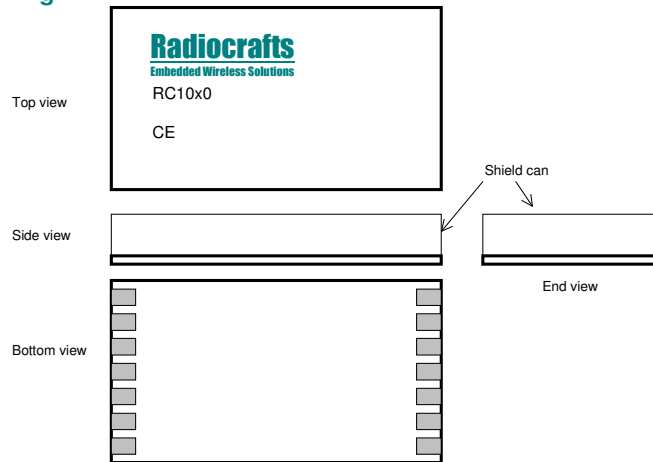 Radiocrafts
Embedded Wireless Solutions
RC10x0
CE
Top view
Shield can
Side view
End view
Bottom view